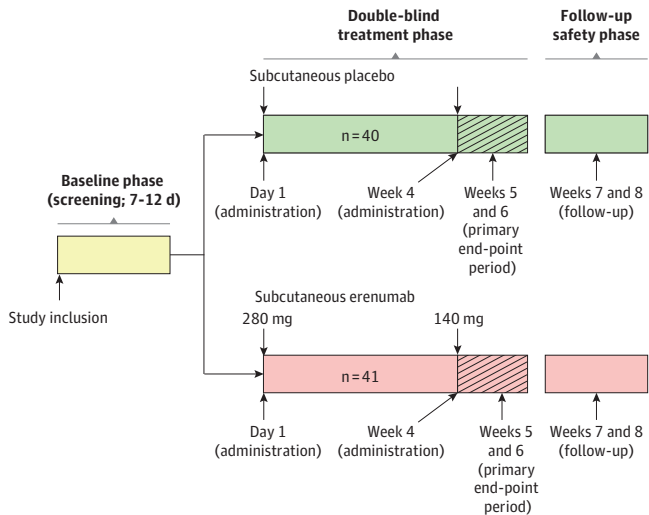 Double-blind
treatment phase
Follow-up
safety phase
Subcutaneous placebo
n=40
Day 1
(administration)
Week 4
(administration)
Weeks 5
and 6
(primary
end-point
period)
Weeks 7 and 8
(follow-up)
Baseline phase
(screening; 7-12 d)
Study inclusion
Subcutaneous erenumab
280 mg
140 mg
n=41
Day 1
(administration)
Week 4
(administration)
Weeks 5
and 6
(primary
end-point
period)
Weeks 7 and 8
(follow-up)